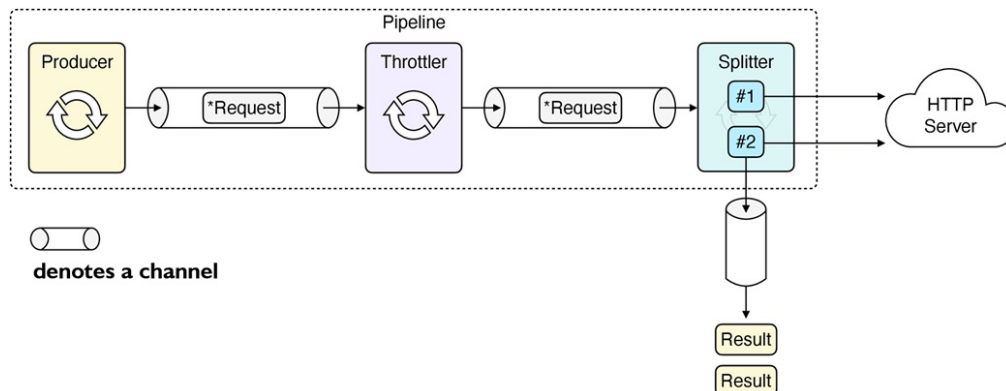 Pipeline
Producer
*Request
Throttler
*Request
Splitter
#1
#2
HTTP
Server
denotes a channel
Result
Result